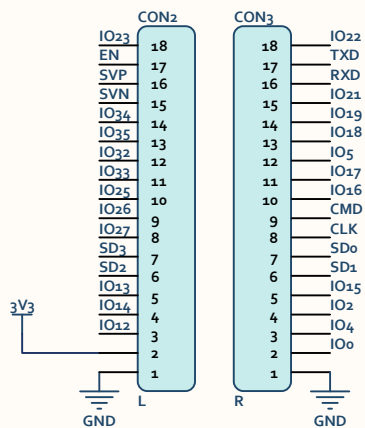 CON2 CON3
IO23 18 18 IO22
EN 17 17 TXD
SVP 16 16 RXD
SVN 15 15 IO21
IO34 14 14 IO19
IO35 13 13 IO18
IO32 12 12 IO5
IO33 11 11 IO17
IO25 10 10 IO16
IO26 9 9 CMD
IO27 8 8 CLK
SD3 7 7 SD0
SD2 6 6 SD1
IO13 5 5 IO15
IO14 4 4 IO2
3V3 IO12 3 3 IO4
2 2 IO0
1 1
L R
GND GND